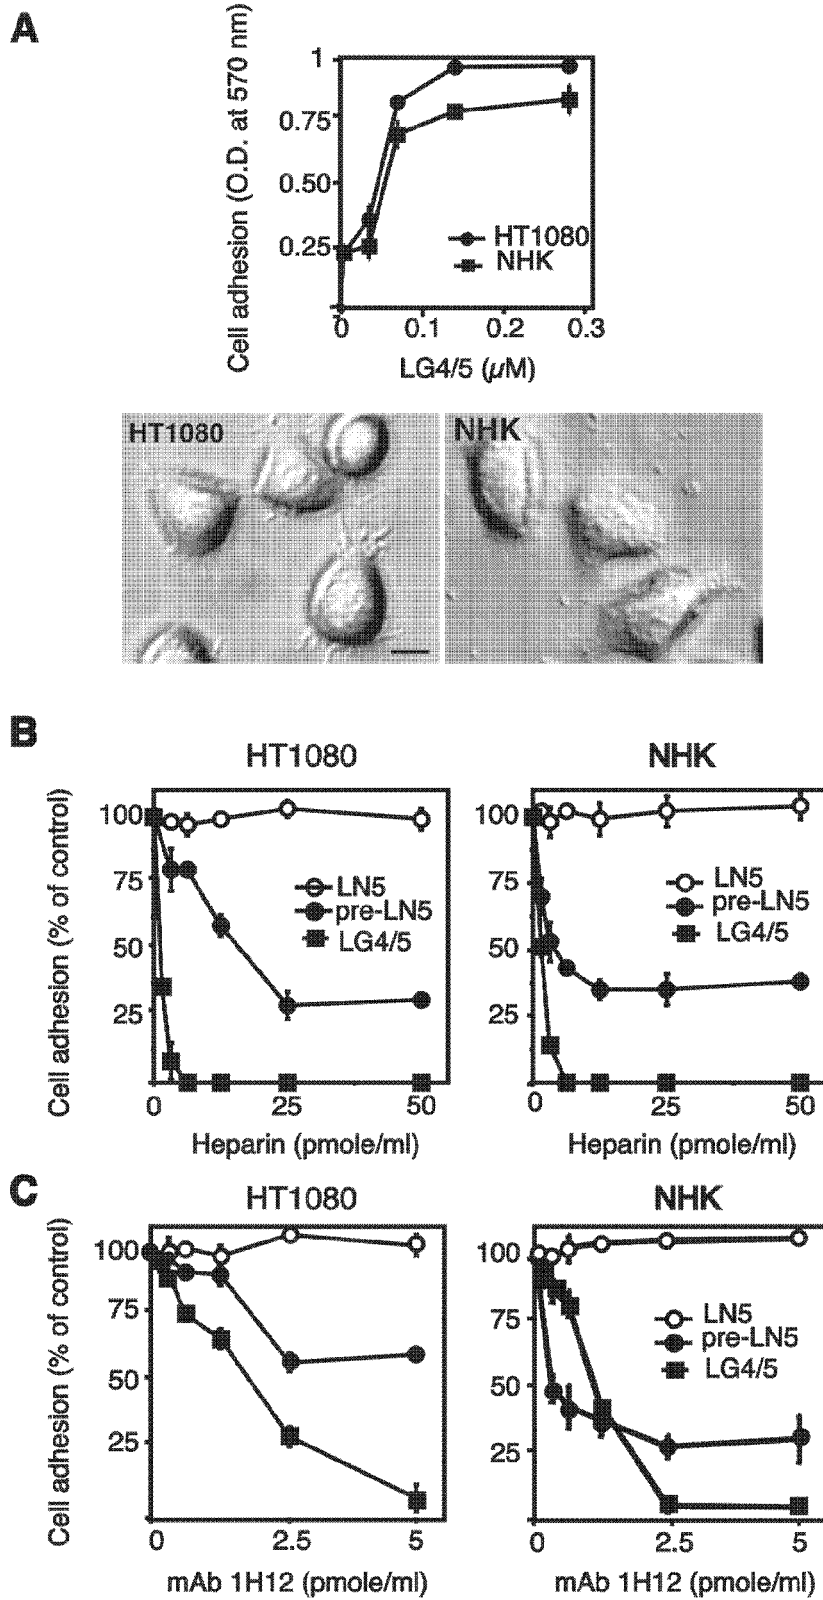 A
Cell adhesion (O.D. at 570 nm)
1
0.75
0.50
0.25
HT1080
NHK
0 0.1 0.2 0.3
LG4/5 (µM)
HT1080 NHK
B
HT1080 NHK
Cell adhesion (% of control)
100
75
50
25
LN5
pre-LN5
LG4/5
0 25 50
Heparin (pmole/ml)
100
75
50
25
LN5
pre-LN5
LG4/5
0 25 50
Heparin (pmole/ml)
C
HT1080 NHK
Cell adhesion (% of control)
100
75
50
25
0 2.5 5
mAb 1H12 (pmole/ml)
100
75
50
25
LN5
pre-LN5
LG4/5
0 2.5 5
mAb 1H12 (pmole/ml)